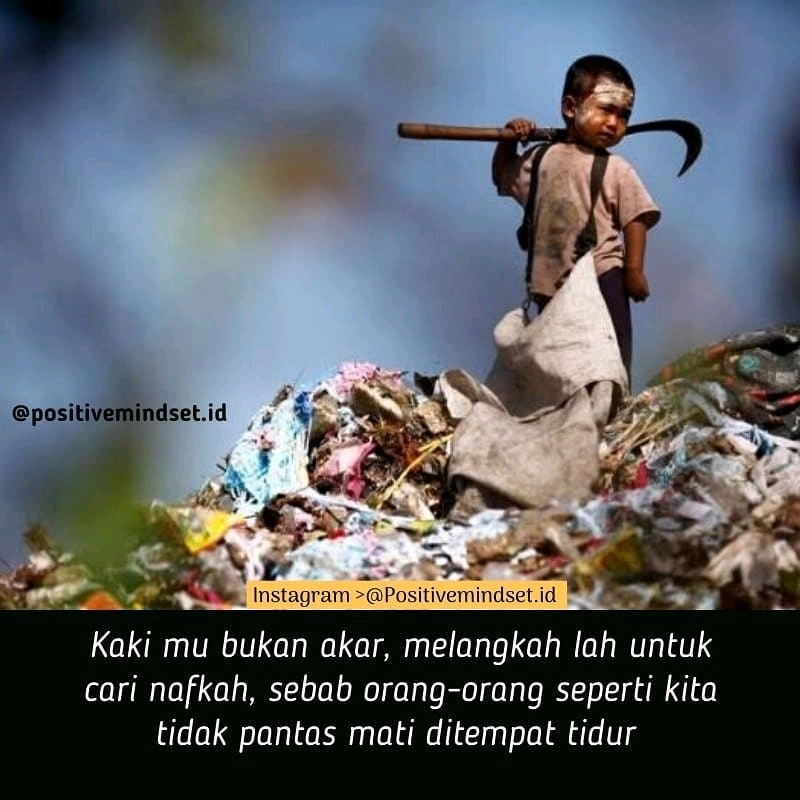 @positivemindset.id
Instagram >@Positivemindset.id
Kaki mu bukan akar, melangkah lah untuk
cari nafkah, sebab orang-orang seperti kita
tidak pantas mati ditempat tidur